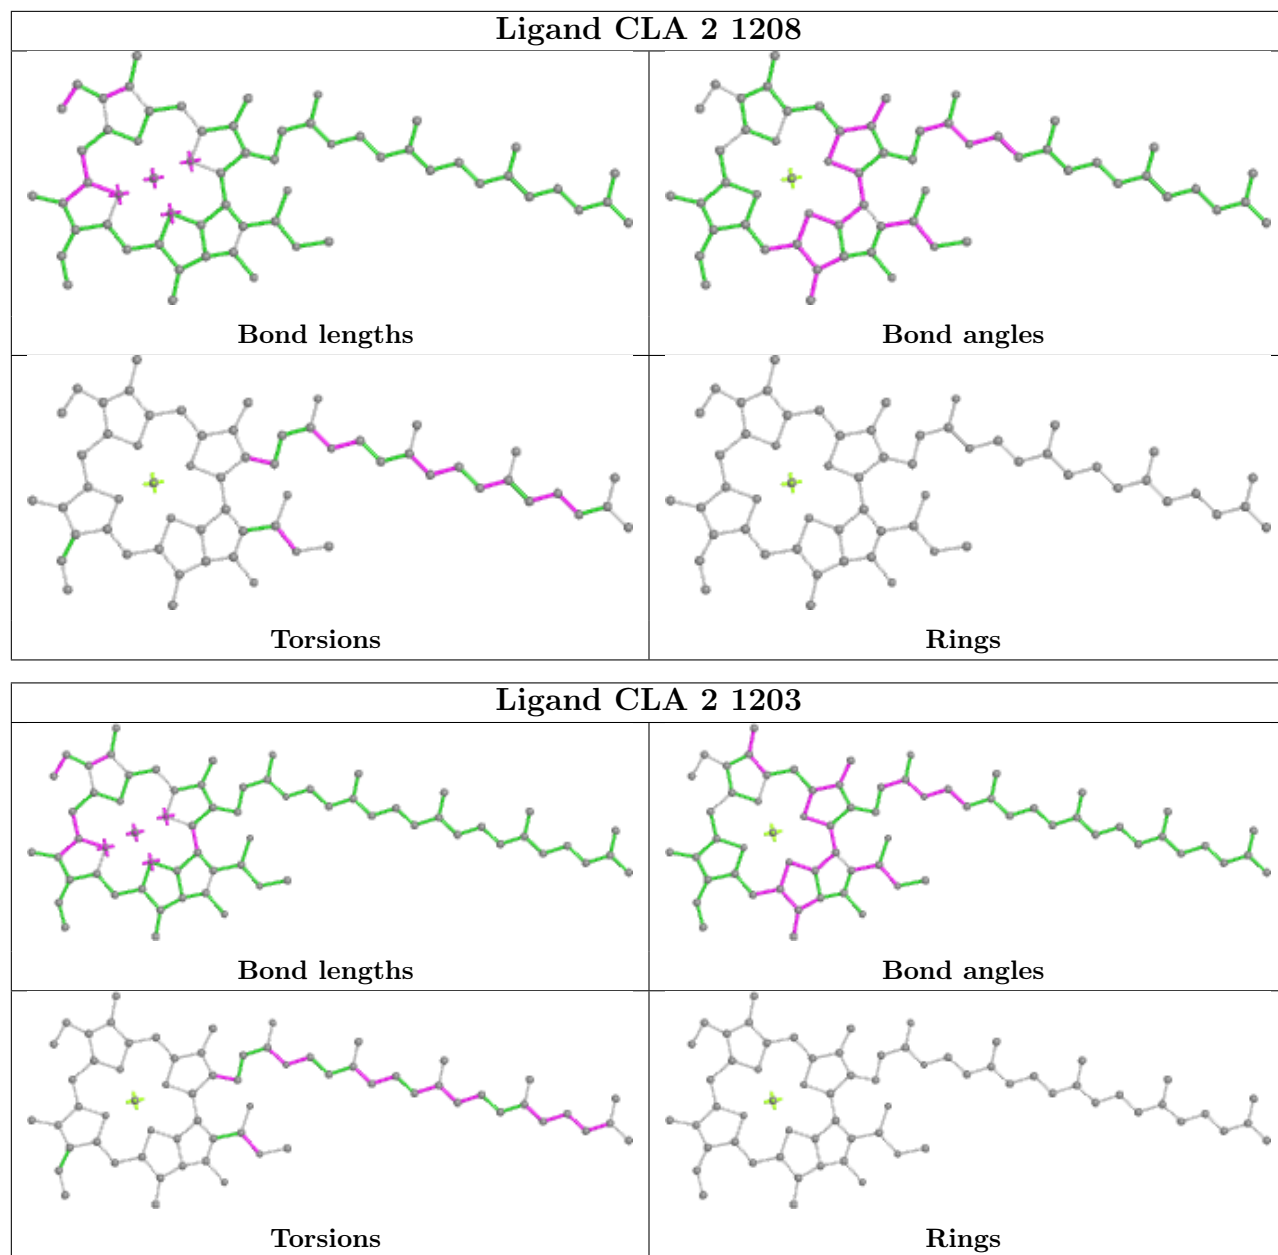 Ligand CLA 2 1208
Bond lengths
Bond angles
Torsions
Rings
Ligand CLA 2 1203
Bond lengths
Bond angles
Torsions
Rings